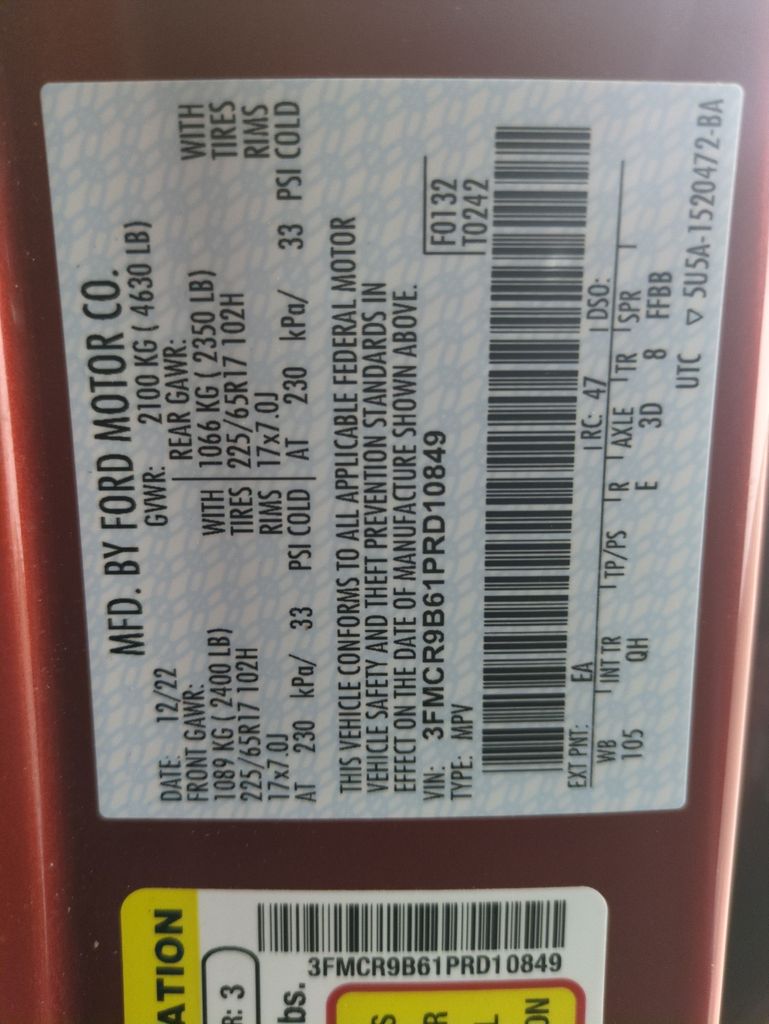 MFD. BY FORD MOTOR CO.
DATE: 12/22 GVWR: 2100 KG ( 4630 LB)
FRONT GAWR: REAR GAWR:
1089 KG ( 2400 LB) WITH 1066 KG ( 2350 LB) WITH
225/65R17 102H TIRES 225/65R17 102H TIRES
17x7.0J RIMS 17x7.0J RIMS
AT 230 kPa/ 33 PSI COLD AT 230 kPa/ 33 PSI COLD
THIS VEHICLE CONFORMS TO ALL APPLICABLE FEDERAL MOTOR
VEHICLE SAFETY AND THEFT PREVENTION STANDARDS IN
EFFECT ON THE DATE OF MANUFACTURE SHOWN ABOVE.
VIN: 3FMCR9B61PRD10849 F0132
TYPE: MPV T0242
EXT PNT: EA RC: 47 DSO:
WB INT TR TP/PS R AXLE TR SPR
105 QH E 3D 8 FFBB
UTC ▽ 5U5A-1520472-BA
ATION
R: 3
bs.
3FMCR9B61PRD10849
S
R
L
ON